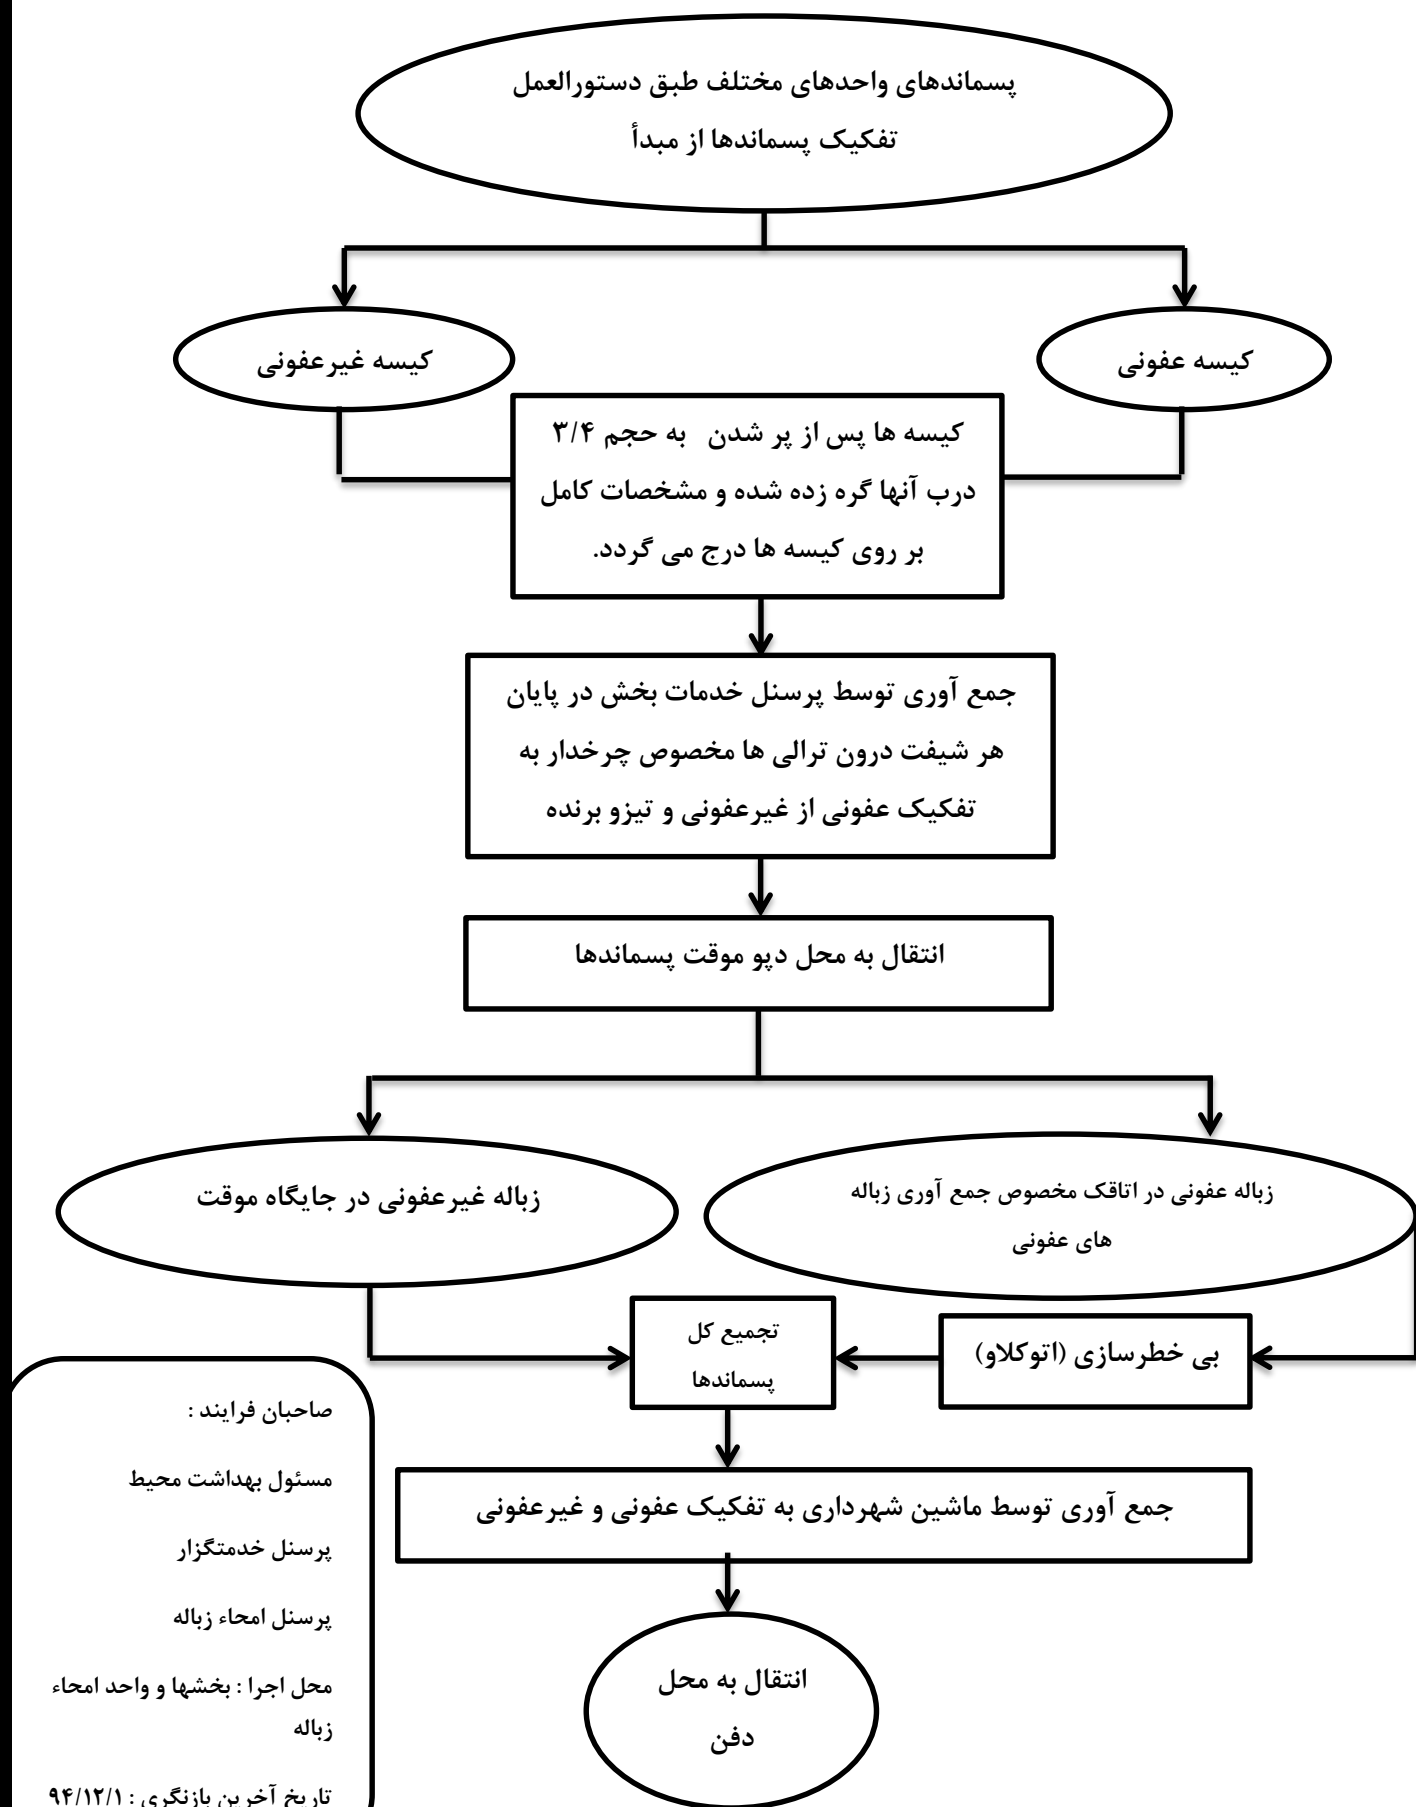 پسماندهای واحدهای مختلف طبق دستورالعمل
تفکیک پسماندها از مبدأ
کیسه عفونی
کیسه غیرعفونی
کیسه ها پس از پر شدن به حجم ۳/۴
درب آنها گره زده شده و مشخصات کامل
بر روی کیسه ها درج می گردد.
جمع آوری توسط پرسنل خدمات بخش در پایان
هر شیفت درون ترالی ها مخصوص چرخدار به
تفکیک عفونی از غیرعفونی و تیزو برنده
انتقال به محل دپو موقت پسماندها
زباله عفونی در اتاقک مخصوص جمع آوری زباله
های عفونی
زباله غیرعفونی در جایگاه موقت
بی خطرسازی (اتوکلاو)
تجمیع کل
پسماندها
جمع آوری توسط ماشین شهرداری به تفکیک عفونی و غیرعفونی
انتقال به محل
دفن
صاحبان فرایند :
مسئول بهداشت محیط
پرسنل خدمتگزار
پرسنل امحاء زباله
محل اجرا : بخشها و واحد امحاء
زباله
تاریخ آخرین بازنگری : ۹۴/۱۲/۱